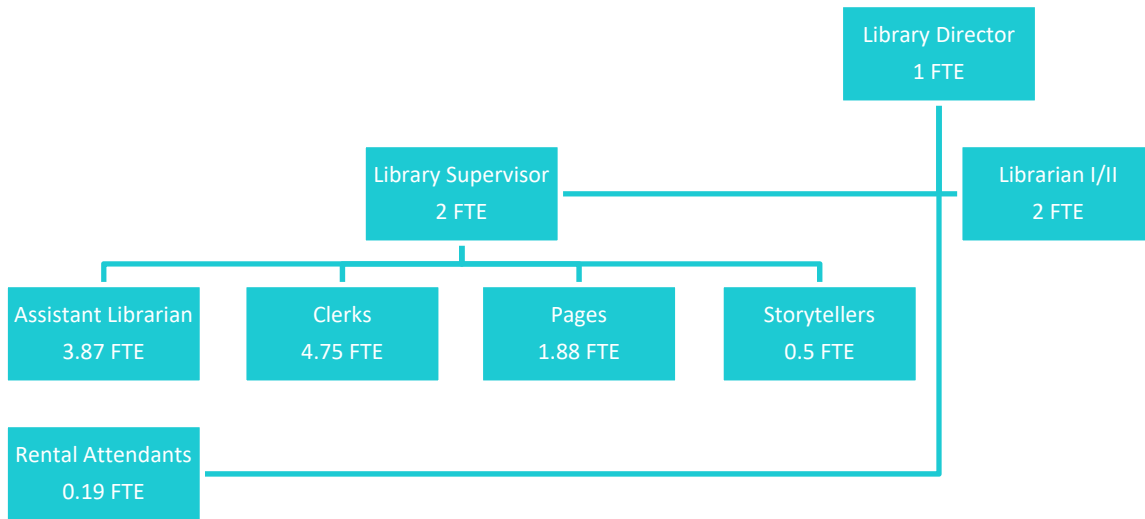 Library Director
1 FTE
Library Supervisor
2 FTE
Librarian I/II
2 FTE
Assistant Librarian
3.87 FTE
Clerks
4.75 FTE
Pages
1.88 FTE
Storytellers
0.5 FTE
Rental Attendants
0.19 FTE